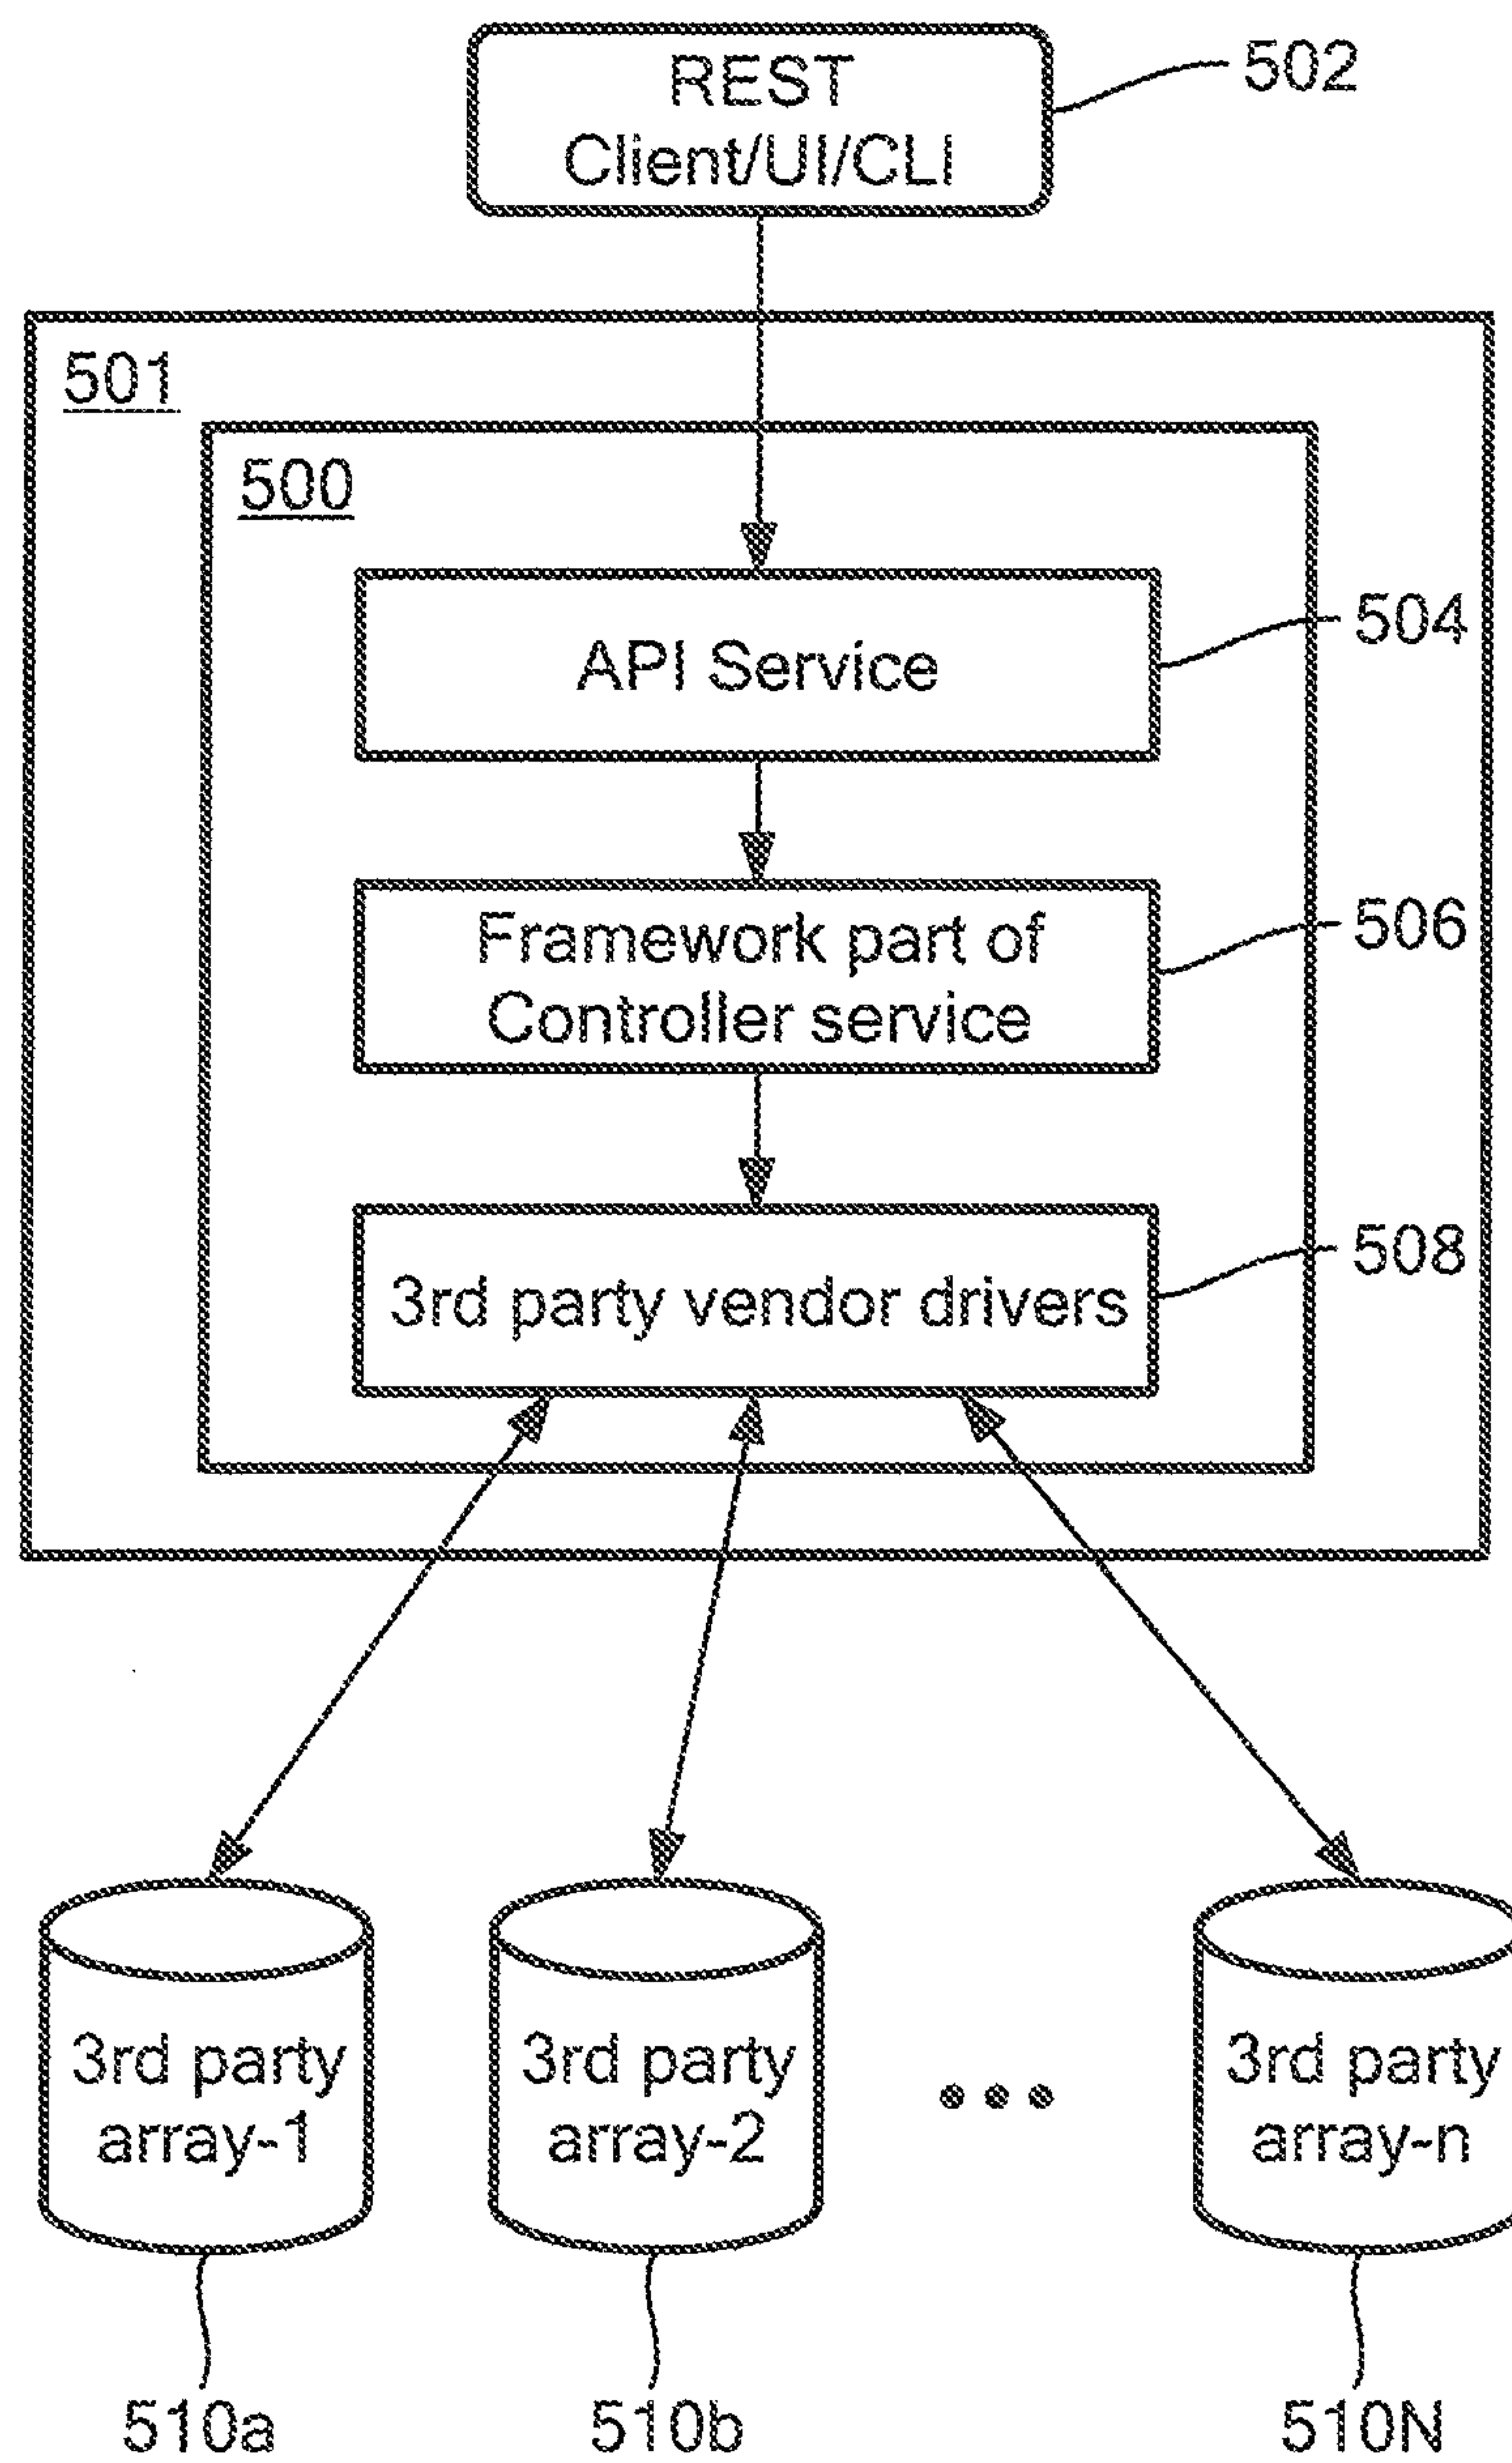 REST
Client/UI/CLI
502
501
500
API Service
504
Framework part of
Controller service
506
3rd party vendor drivers
508
3rd party
array-1
3rd party
array-2
3rd party
array-n
510a
510b
510N